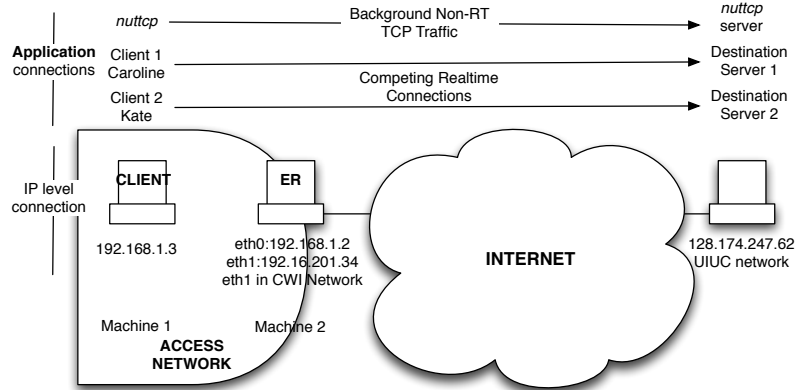 nuttcp
Background Non-RT
TCP Traffic
nuttcp
server
Application
connections
Client 1
Caroline
Destination
Server 1
Competing Realtime
Connections
Client 2
Kate
Destination
Server 2
IP level
connection
CLIENT
ER
192.168.1.3
eth0:192.168.1.2
eth1:192.16.201.34
eth1 in CWI Network
INTERNET
128.174.247.62
UIUC network
Machine 1
Machine 2
ACCESS
NETWORK